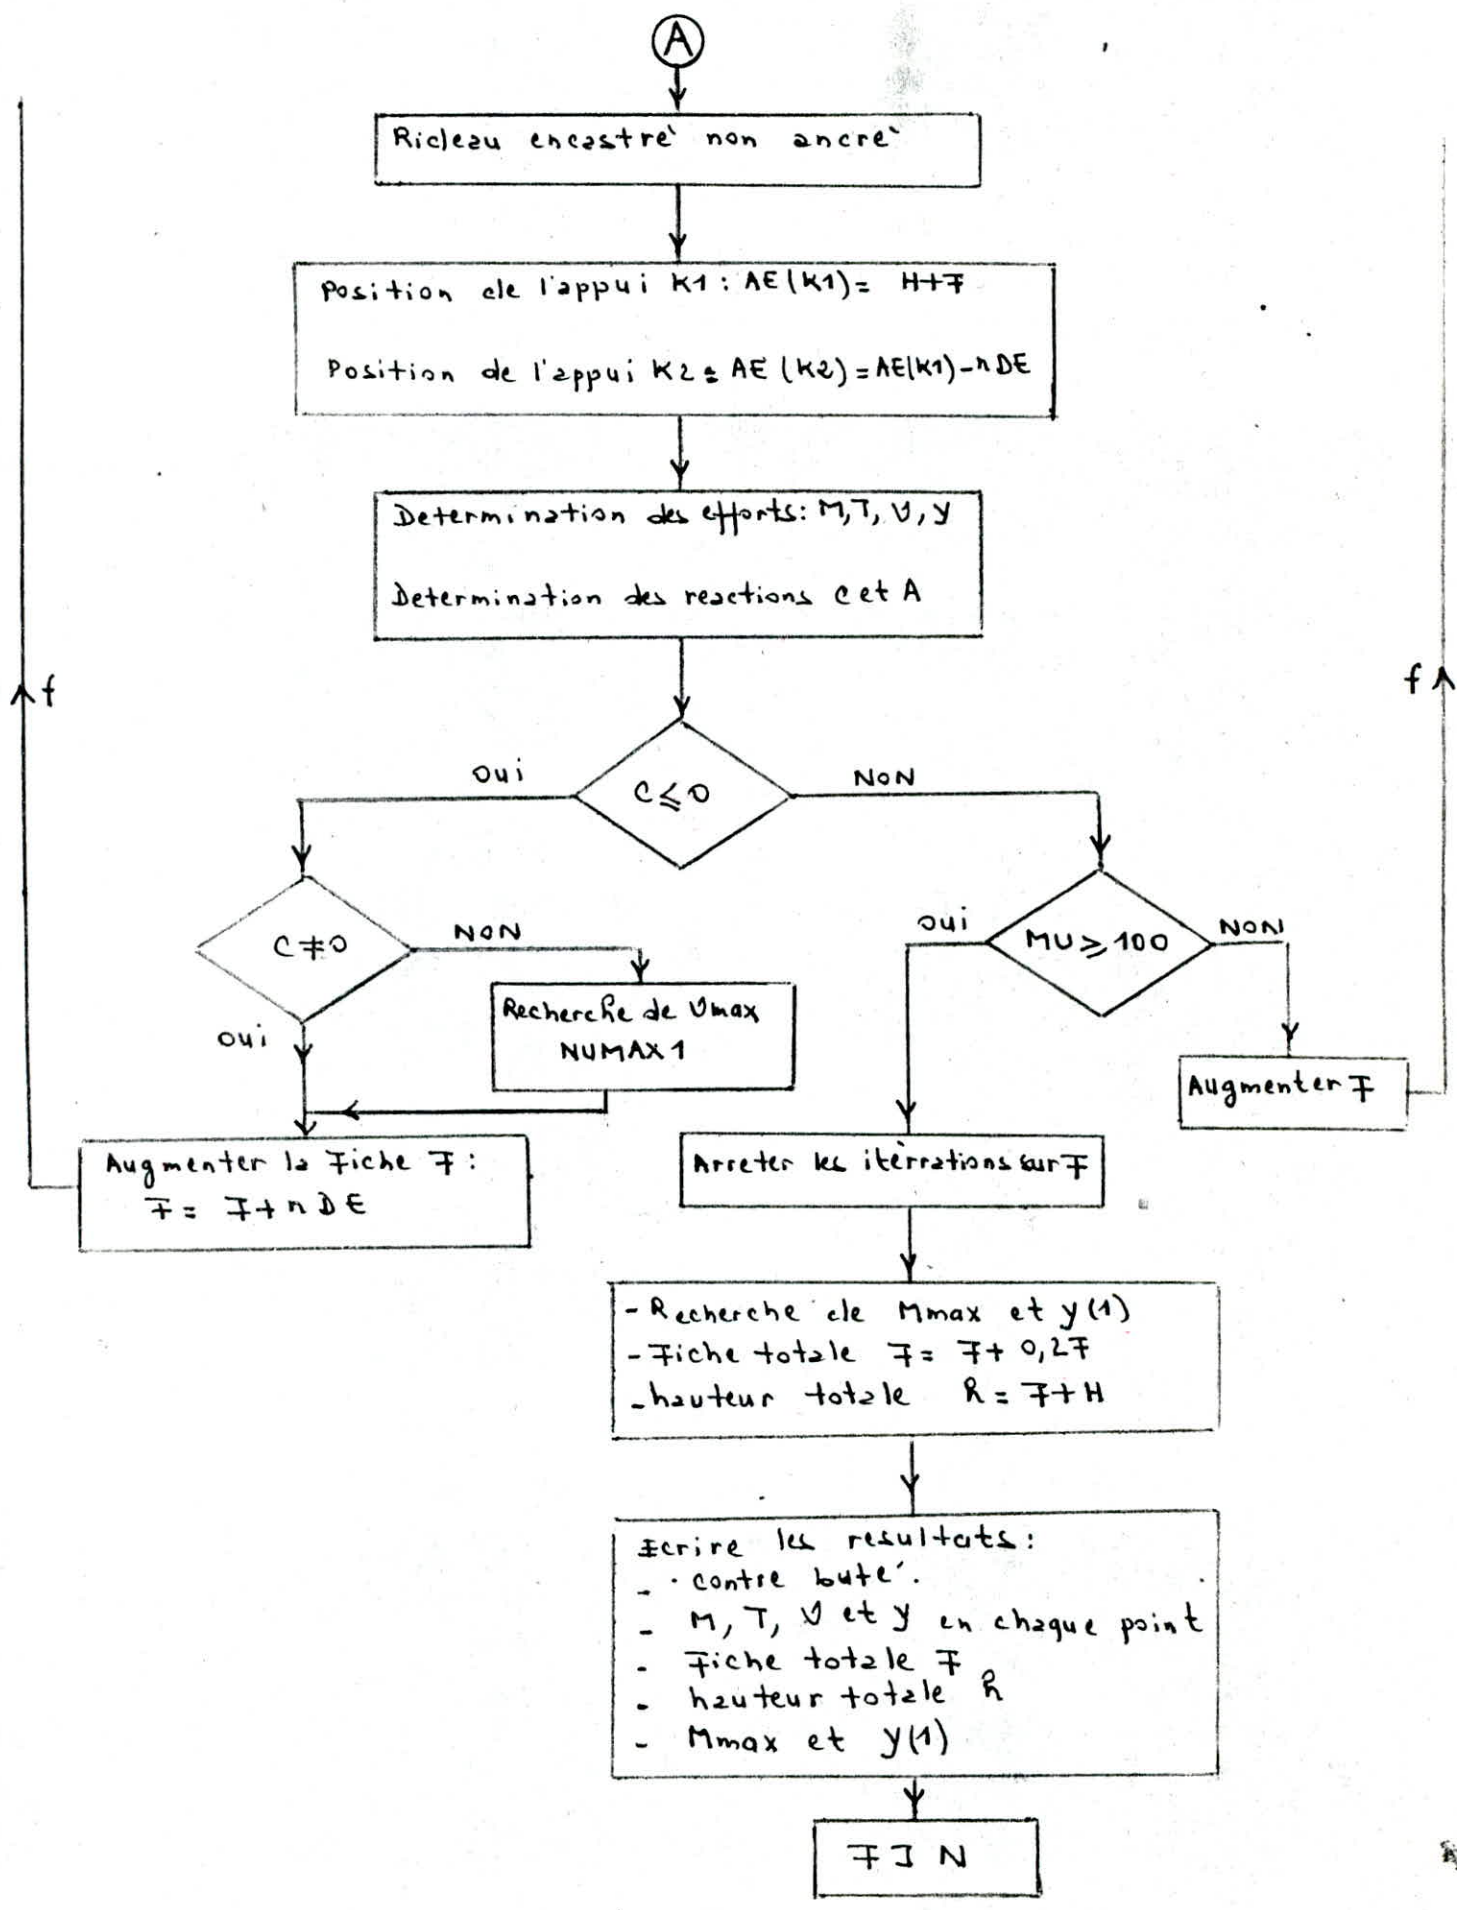 A
Rideau encastré non ancré
Position de l'appui K1 : AE(K1) = H+F
Position de l'appui K2 : AE (K2) = AE(K1)-nDE
Determination des efforts: M, T, V, y
Determination des reactions C et A
f
f
C ⩽ 0
OUi
NON
C ≠ 0
NON
OUi
Recherche de Vmax
NUMAX1
MU ⩾ 100
OUi
NON
Augmenter F
Augmenter la Fiche F :
F = F + n DE
Arreter les itèrrations sur F
- Recherche de Mmax et y(1)
- Fiche totale F = F + 0,2F
- hauteur totale h = F + H
Ecrire les resultats :
- contre buté.
- M, T, V et y en chaque point
- Fiche totale F
- hauteur totale h
- Mmax et y(1)
FIN